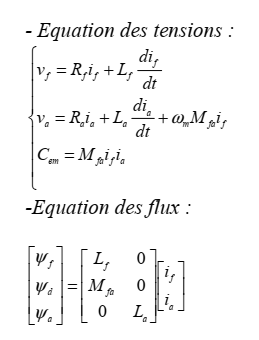 - Equation des tensions :
v_f = R_f i_f + L_f di_f/dt
v_a = R_a i_a + L_a di_a/dt + ω_m M_fa i_f
C_em = M_fa i_f i_a
-Equation des flux :
[ψ_f ψ_d ψ_a] = [L_f 0; M_fa 0; 0 L_a] [i_f i_a]